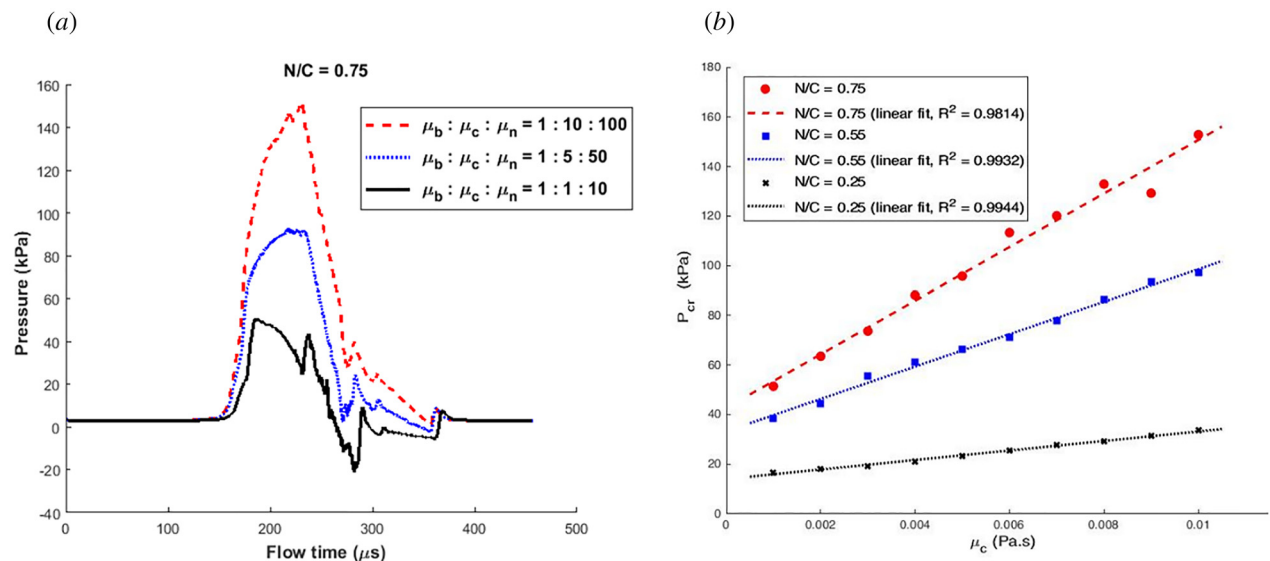 (a)
N/C = 0.75
160
140
120
100
80
60
40
20
0
-20
-40
Pressure (kPa)
μb : μc : μn = 1 : 10 : 100
μb : μc : μn = 1 : 5 : 50
μb : μc : μn = 1 : 1 : 10
0 100 200 300 400 500
Flow time (μs)
(b)
180
160
140
120
100
80
60
40
20
0
Pcr (kPa)
N/C = 0.75
N/C = 0.75 (linear fit, R² = 0.9814)
N/C = 0.55
N/C = 0.55 (linear fit, R² = 0.9932)
N/C = 0.25
N/C = 0.25 (linear fit, R² = 0.9944)
0 0.002 0.004 0.006 0.008 0.01
μc (Pa.s)